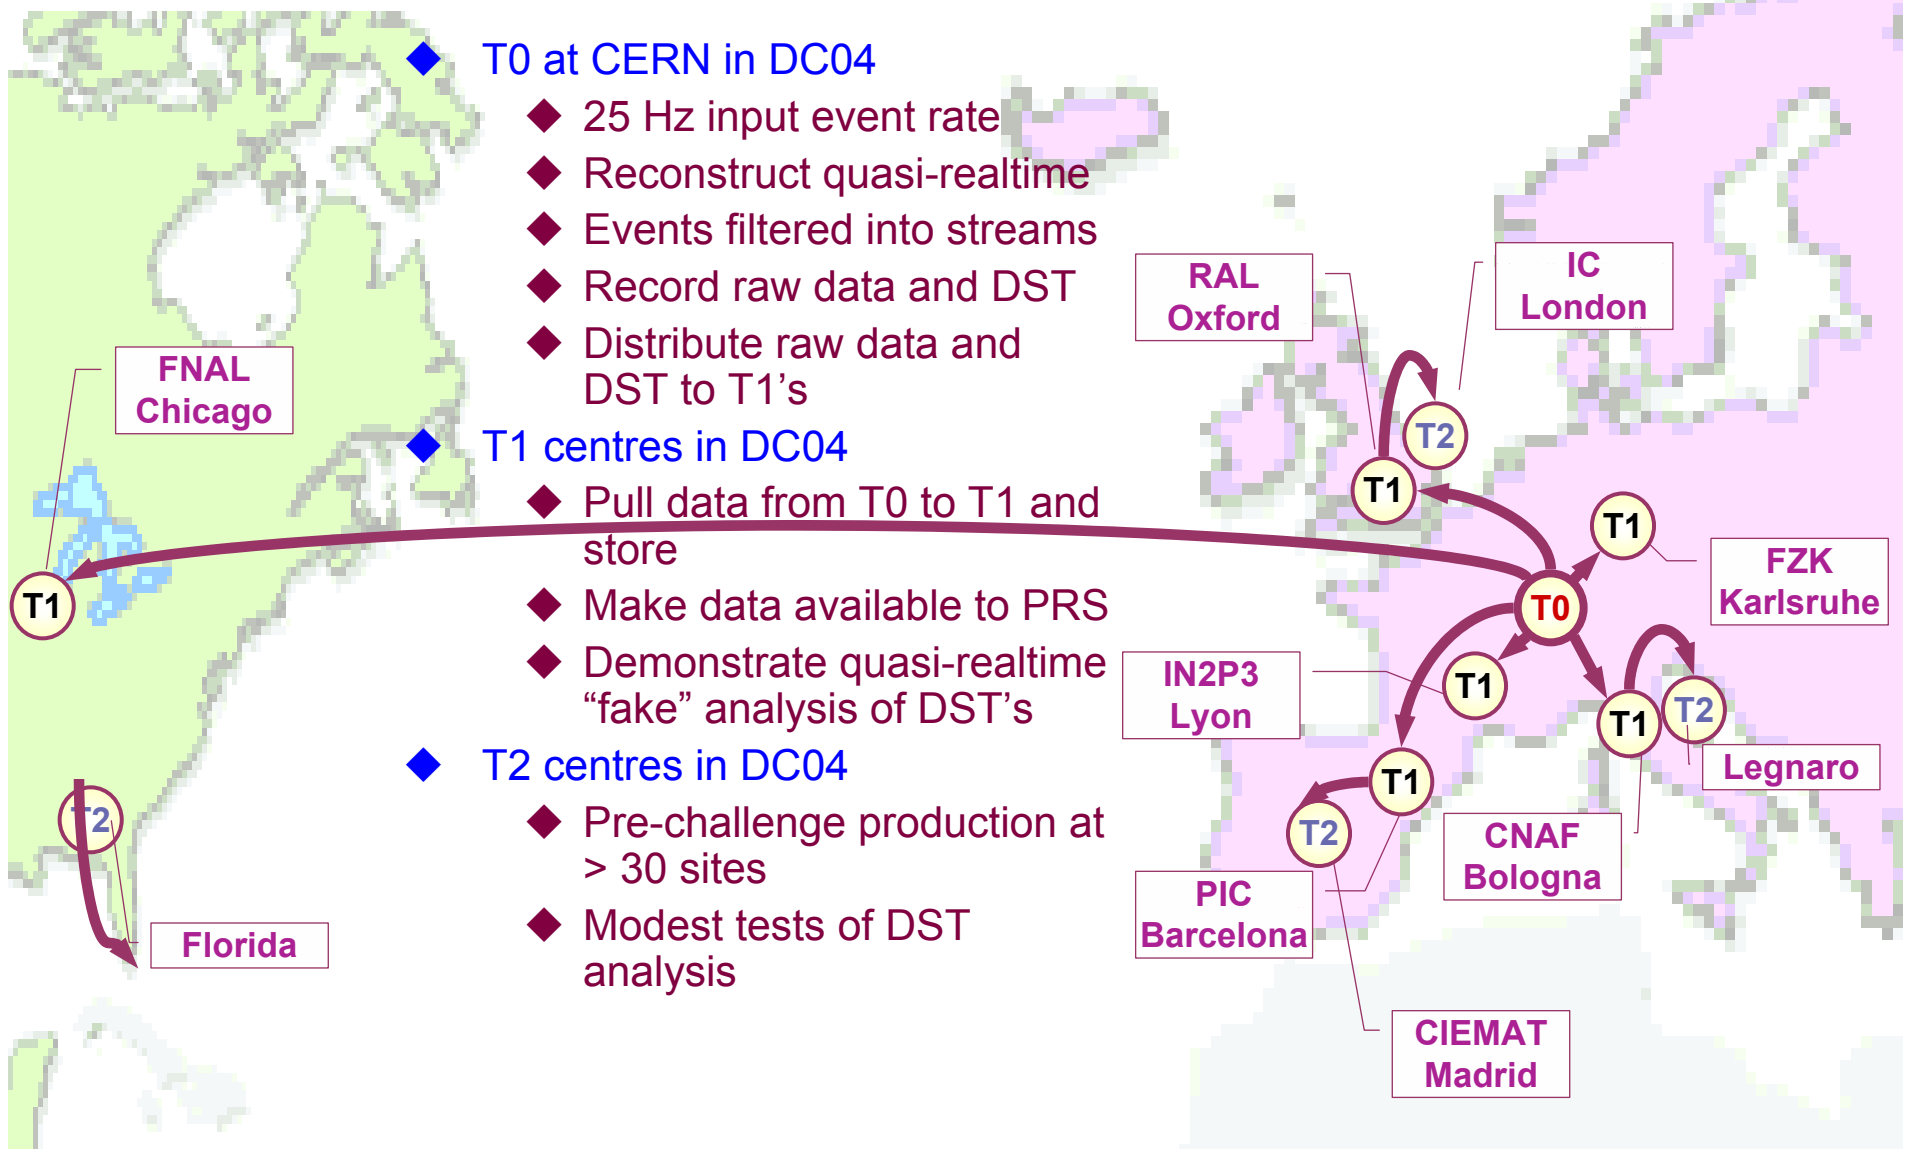 T0 at CERN in DC04
25 Hz input event rate
Reconstruct quasi-realtime
Events filtered into streams
Record raw data and DST
Distribute raw data and
DST to T1’s
T1 centres in DC04
Pull data from T0 to T1 and
store
Make data available to PRS
Demonstrate quasi-realtime
“fake” analysis of DST’s
T2 centres in DC04
Pre-challenge production at
> 30 sites
Modest tests of DST
analysis
FNAL
Chicago
T1
T2
Florida
RAL
Oxford
IC
London
T2
T1
T1
FZK
Karlsruhe
T0
IN2P3
Lyon
T1
T1
T2
Legnaro
T1
T2
CNAF
Bologna
PIC
Barcelona
CIEMAT
Madrid